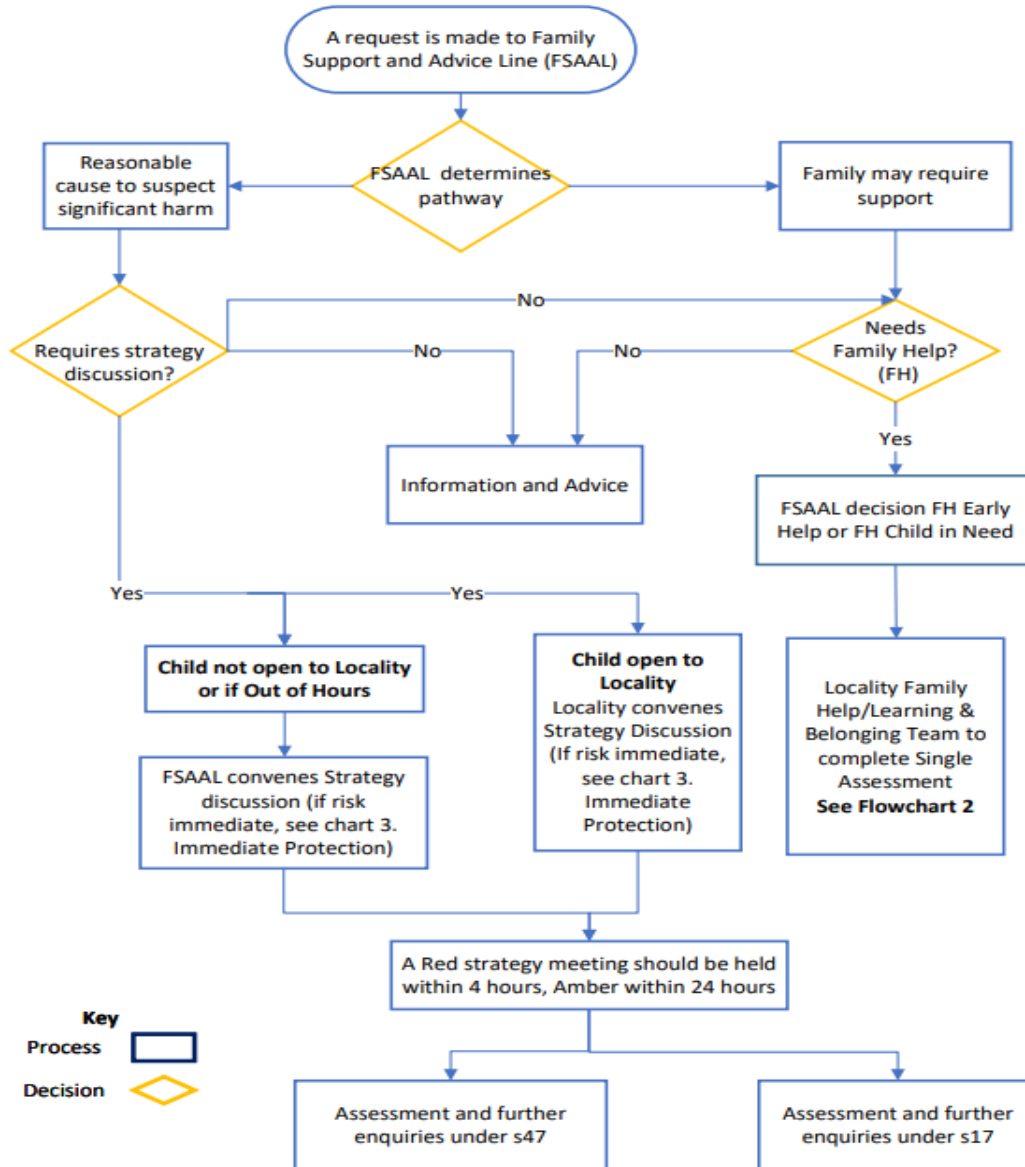 A request is made to Family
Support and Advice Line (FSAAL)
Reasonable
cause to suspect
significant harm
FSAAL determines
pathway
Family may require
support
No
Requires strategy
discussion?
No
No
Needs
Family Help?
(FH)
Yes
Information and Advice
FSAAL decision FH Early
Help or FH Child in Need
Yes
Yes
Child not open to Locality
or if Out of Hours
Child open to
Locality
Locality convenes
Strategy Discussion
(If risk immediate,
see chart 3.
Immediate
Protection)
Locality Family
Help/Learning &
Belonging Team to
complete Single
Assessment
See Flowchart 2
FSAAL convenes Strategy
discussion (if risk
immediate, see chart 3.
Immediate Protection)
A Red strategy meeting should be held
within 4 hours, Amber within 24 hours
Key
Process
Decision
Assessment and further
enquiries under s47
Assessment and further
enquiries under s17